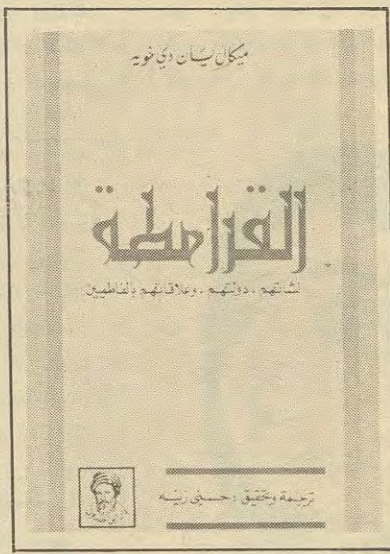 ميكال يان دي خويه
القرامطة
نشأتهم ، دولتهم ، وعلاقاتهم بالفاطميين
ترجمة وتحقيق : حسني زينه